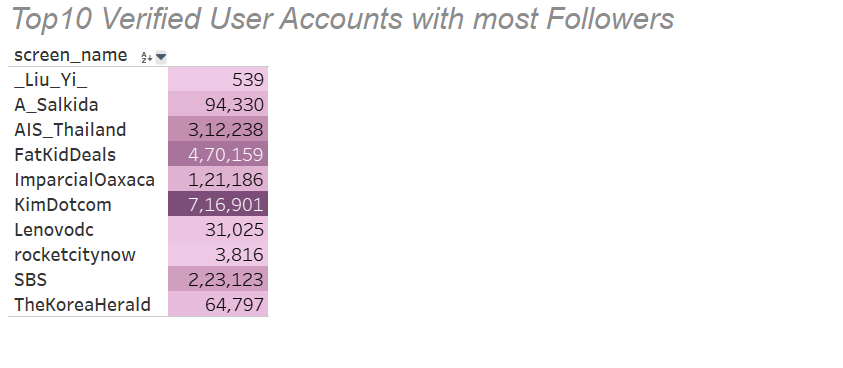 Top10 Verified User Accounts with most Followers
screen_name
_Liu_Yi_ 539
A_Salkida 94,330
AIS_Thailand 3,12,238
FatKidDeals 4,70,159
ImparcialOaxaca 1,21,186
KimDotcom 7,16,901
Lenovodc 31,025
rocketcitynow 3,816
SBS 2,23,123
TheKoreaHerald 64,797